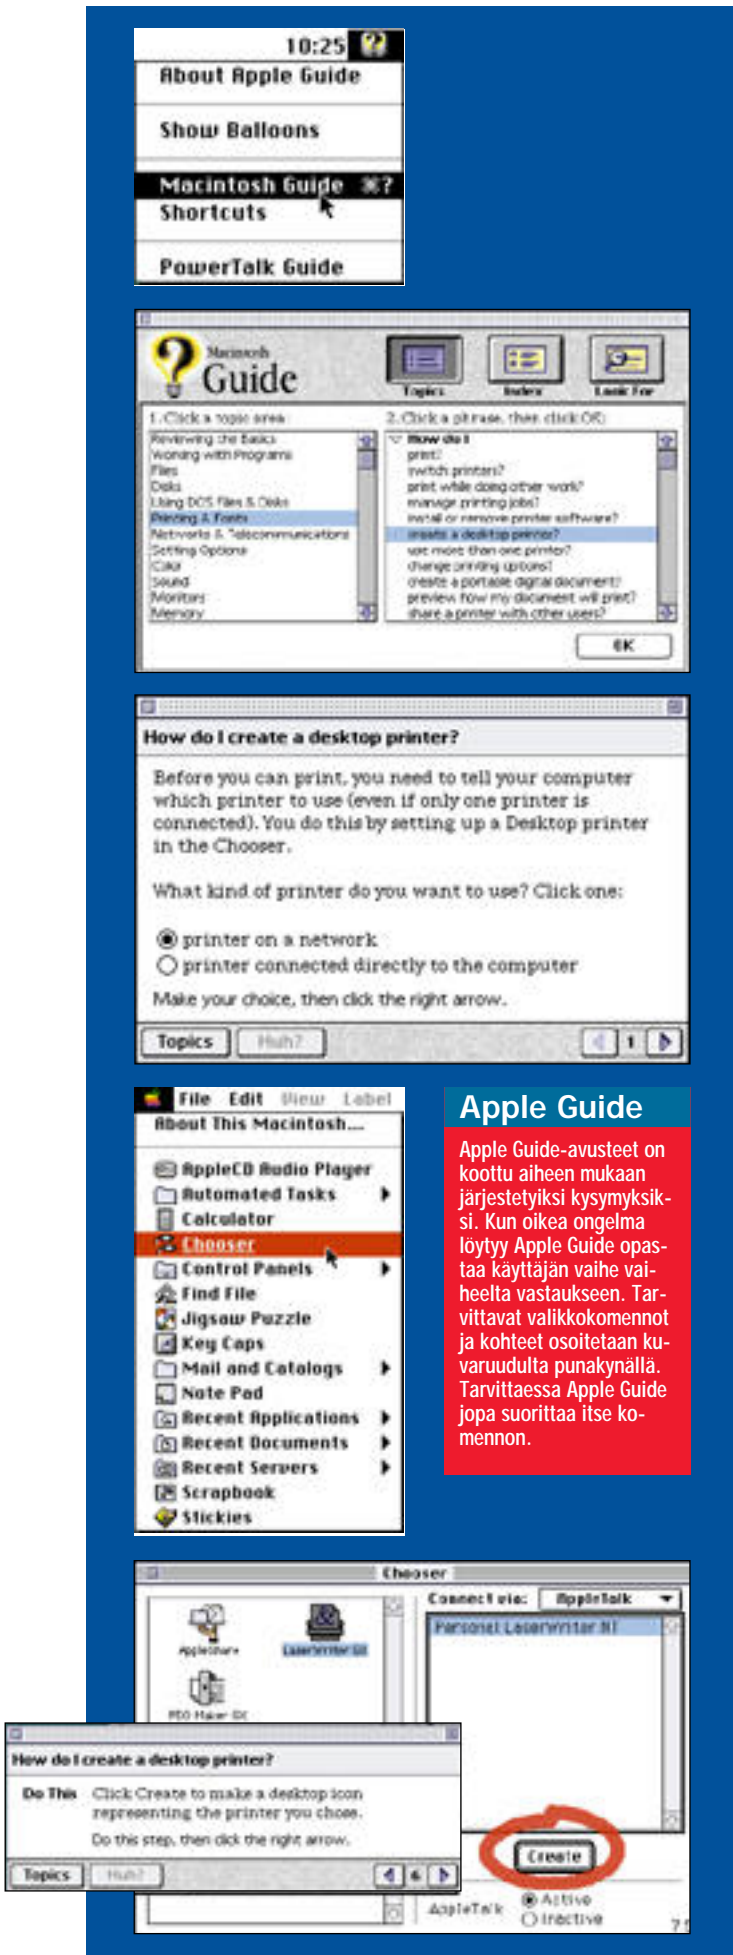 10:25
About Apple Guide
Show Balloons
Macintosh Guide ⌘?
Shortcuts
PowerTalk Guide
Macintosh
Guide
Topics
Index
Look For
1. Click a topic area:
2. Click a phrase, then click OK:
Reviewing the Basics
Working with Programs
Files
Disks
Using DOS Files & Disks
Printing & Fonts
Networks & Telecommunications
Setting Options
Color
Sound
Monitors
Memory
How do I
print?
switch printers?
print while doing other work?
manage printing jobs?
install or remove printer software?
create a desktop printer?
use more than one printer?
change printing options?
create a portable digital document?
preview how my document will print?
share a printer with other users?
OK
How do I create a desktop printer?
Before you can print, you need to tell your computer
which printer to use (even if only one printer is
connected). You do this by setting up a Desktop printer
in the Chooser.
What kind of printer do you want to use? Click one:
printer on a network
printer connected directly to the computer
Make your choice, then click the right arrow.
Topics
Huh?
1
File Edit View Label
About This Macintosh...
AppleCD Audio Player
Automated Tasks
Calculator
Chooser
Control Panels
Find File
Jigsaw Puzzle
Key Caps
Mail and Catalogs
Note Pad
Recent Applications
Recent Documents
Recent Servers
Scrapbook
Stickies
Apple Guide
Apple Guide-avusteet on
koottu aiheen mukaan
järjestetyiksi kysymyksik-
si. Kun oikea ongelma
löytyy Apple Guide opas-
taa käyttäjän vaihe vai-
heelta vastaukseen. Tar-
vittavat valikkokomennot
ja kohteet osoitetaan ku-
varuudulta punakynällä.
Tarvittaessa Apple Guide
jopa suorittaa itse ko-
mennon.
Chooser
AppleShare
LaserWriter GX
PDD Maker GX
Connect via: AppleTalk
Personal LaserWriter NT
How do I create a desktop printer?
Do This Click Create to make a desktop icon
representing the printer you chose.
Do this step, then click the right arrow.
Topics
Huh?
6
Create
AppleTalk
Active
Inactive